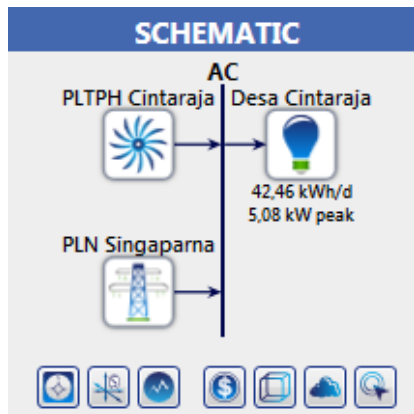 SCHEMATIC
AC
PLTPH Cintaraja
Desa Cintaraja
42,46 kWh/d
5,08 kW peak
PLN Singaparna